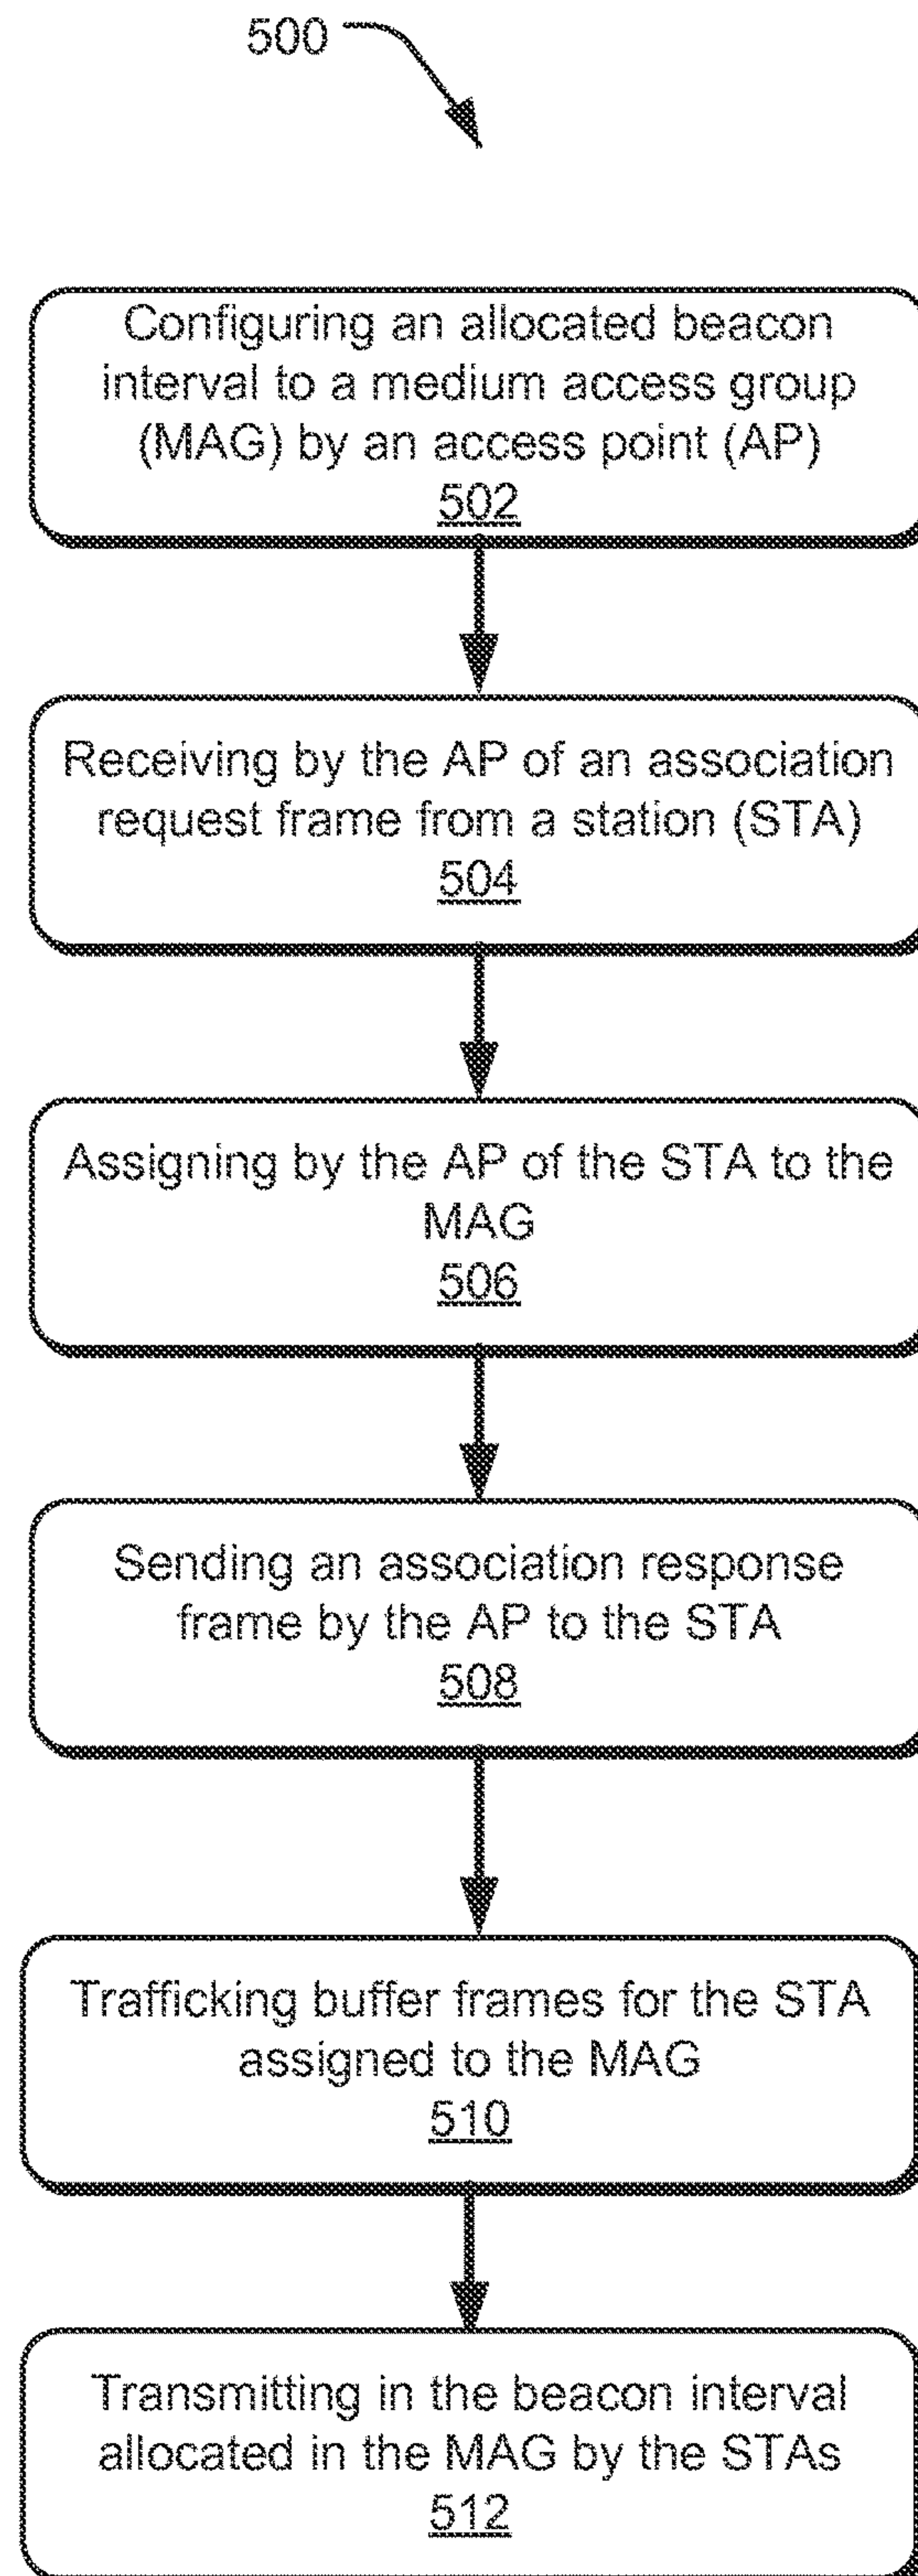 500
Configuring an allocated beacon
interval to a medium access group
(MAG) by an access point (AP)
502
Receiving by the AP of an association
request frame from a station (STA)
504
Assigning by the AP of the STA to the
MAG
506
Sending an association response
frame by the AP to the STA
508
Trafficking buffer frames for the STA
assigned to the MAG
510
Transmitting in the beacon interval
allocated in the MAG by the STAs
512